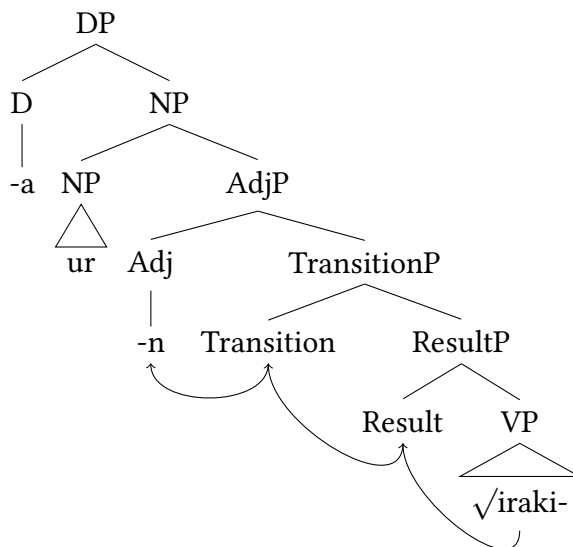 DP
D NP
-a NP AdjP
ur Adj TransitionP
-n Transition ResultP
Result VP
√iraki-